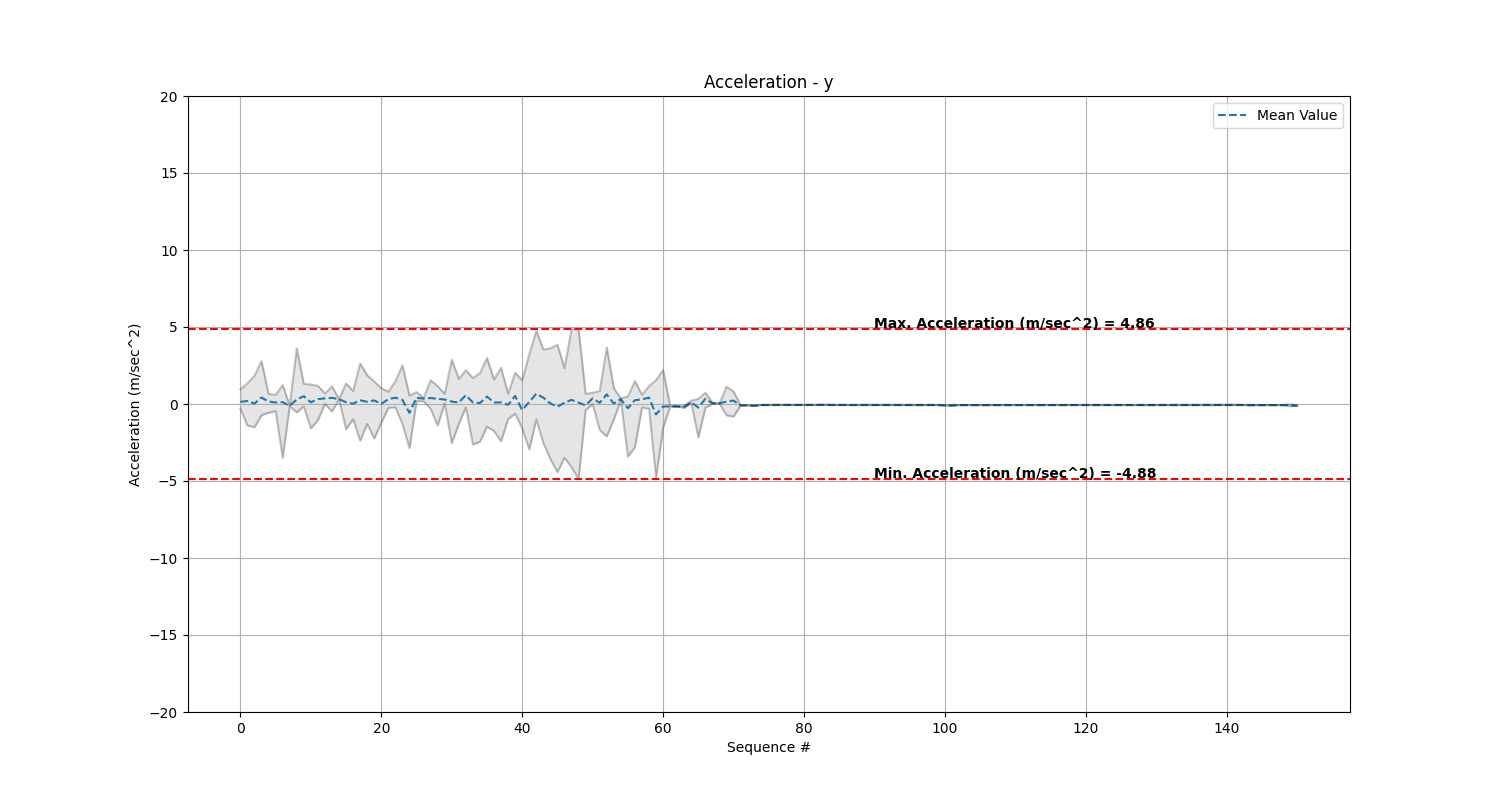 Acceleration - y
Mean Value
20
15
10
5
0
−5
−10
−15
−20
Acceleration (m/sec^2)
Max. Acceleration (m/sec^2) = 4.86
Min. Acceleration (m/sec^2) = -4.88
0 20 40 60 80 100 120 140
Sequence #